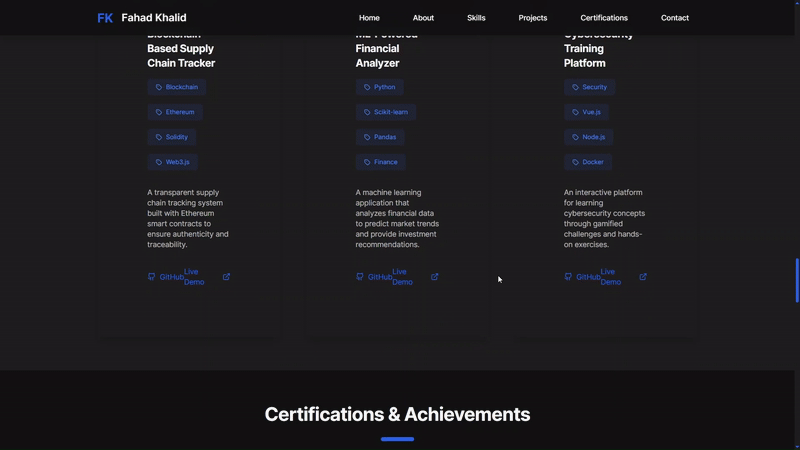 FK Fahad Khalid
Home About Skills Projects Certifications Contact
Blockchain
Based Supply
Chain Tracker
Blockchain
Ethereum
Solidity
Web3.js
A transparent supply
chain tracking system
built with Ethereum
smart contracts to
ensure authenticity and
traceability.
GitHub
Live
Demo
ML-Powered
Financial
Analyzer
Python
Scikit-learn
Pandas
Finance
A machine learning
application that
analyzes financial data
to predict market trends
and provide investment
recommendations.
GitHub
Live
Demo
Cybersecurity
Training
Platform
Security
Vue.js
Node.js
Docker
An interactive platform
for learning
cybersecurity concepts
through gamified
challenges and hands-
on exercises.
GitHub
Live
Demo
Certifications & Achievements